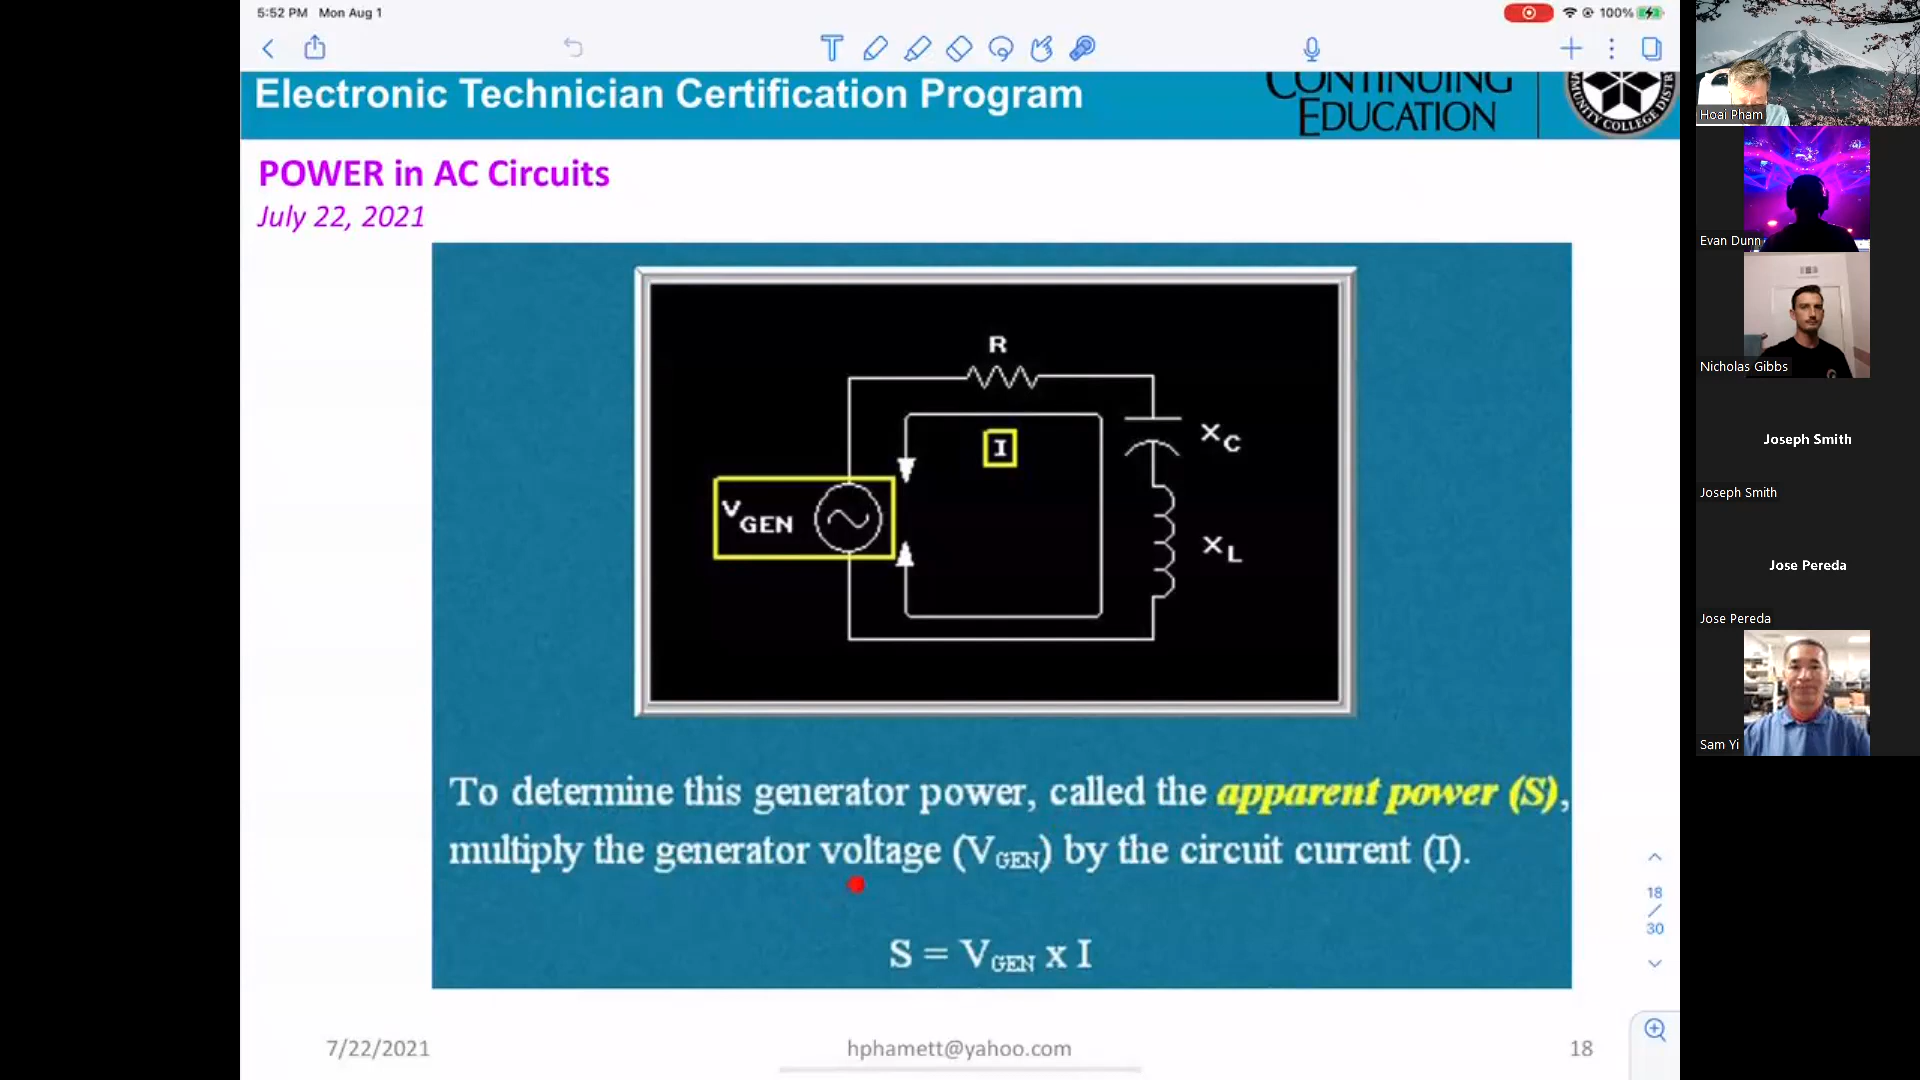 5:52 PM Mon Aug 1
100%
Electronic Technician Certification Program
CONTINUING
EDUCATION
COMMUNITY COLLEGE
POWER in AC Circuits
July 22, 2021
R
I
XC
VGEN
XL
To determine this generator power, called the apparent power (S),
multiply the generator voltage (VGEN) by the circuit current (I).
S = VGEN x I
18
/
30
7/22/2021
hphamett@yahoo.com
18
Hoai Pham
Evan Dunn
Nicholas Gibbs
Joseph Smith
Joseph Smith
Jose Pereda
Jose Pereda
Sam Yi